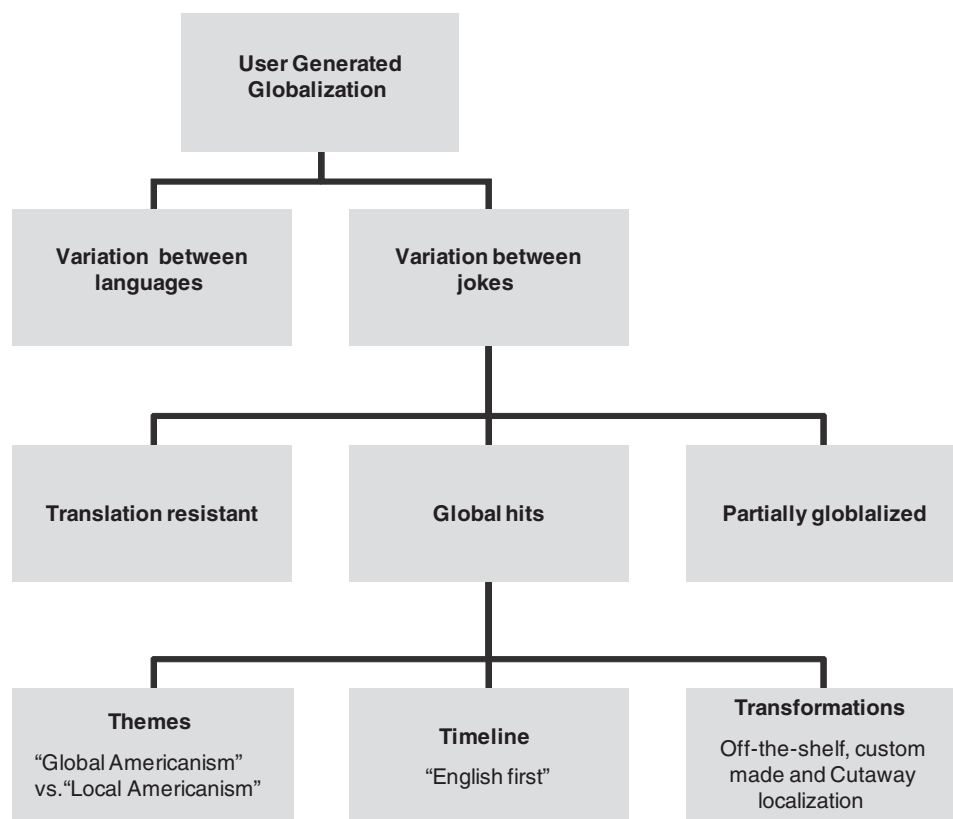 User Generated
Globalization
Variation between
languages
Variation between
jokes
Translation resistant
Global hits
Partially globlalized
Themes
“Global Americanism”
vs.“Local Americanism”
Timeline
“English first”
Transformations
Off-the-shelf, custom
made and Cutaway
localization